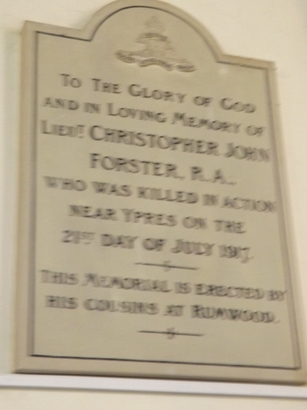 TO THE GLORY OF GOD
AND IN LOVING MEMORY OF
LIEUT CHRISTOPHER JOHN
FORSTER, R.A.,
WHO WAS KILLED IN ACTION
NEAR YPRES ON THE
21ST DAY OF JULY 1917.
THIS MEMORIAL IS ERECTED BY
HIS COUSINS AT RUMWOOD.